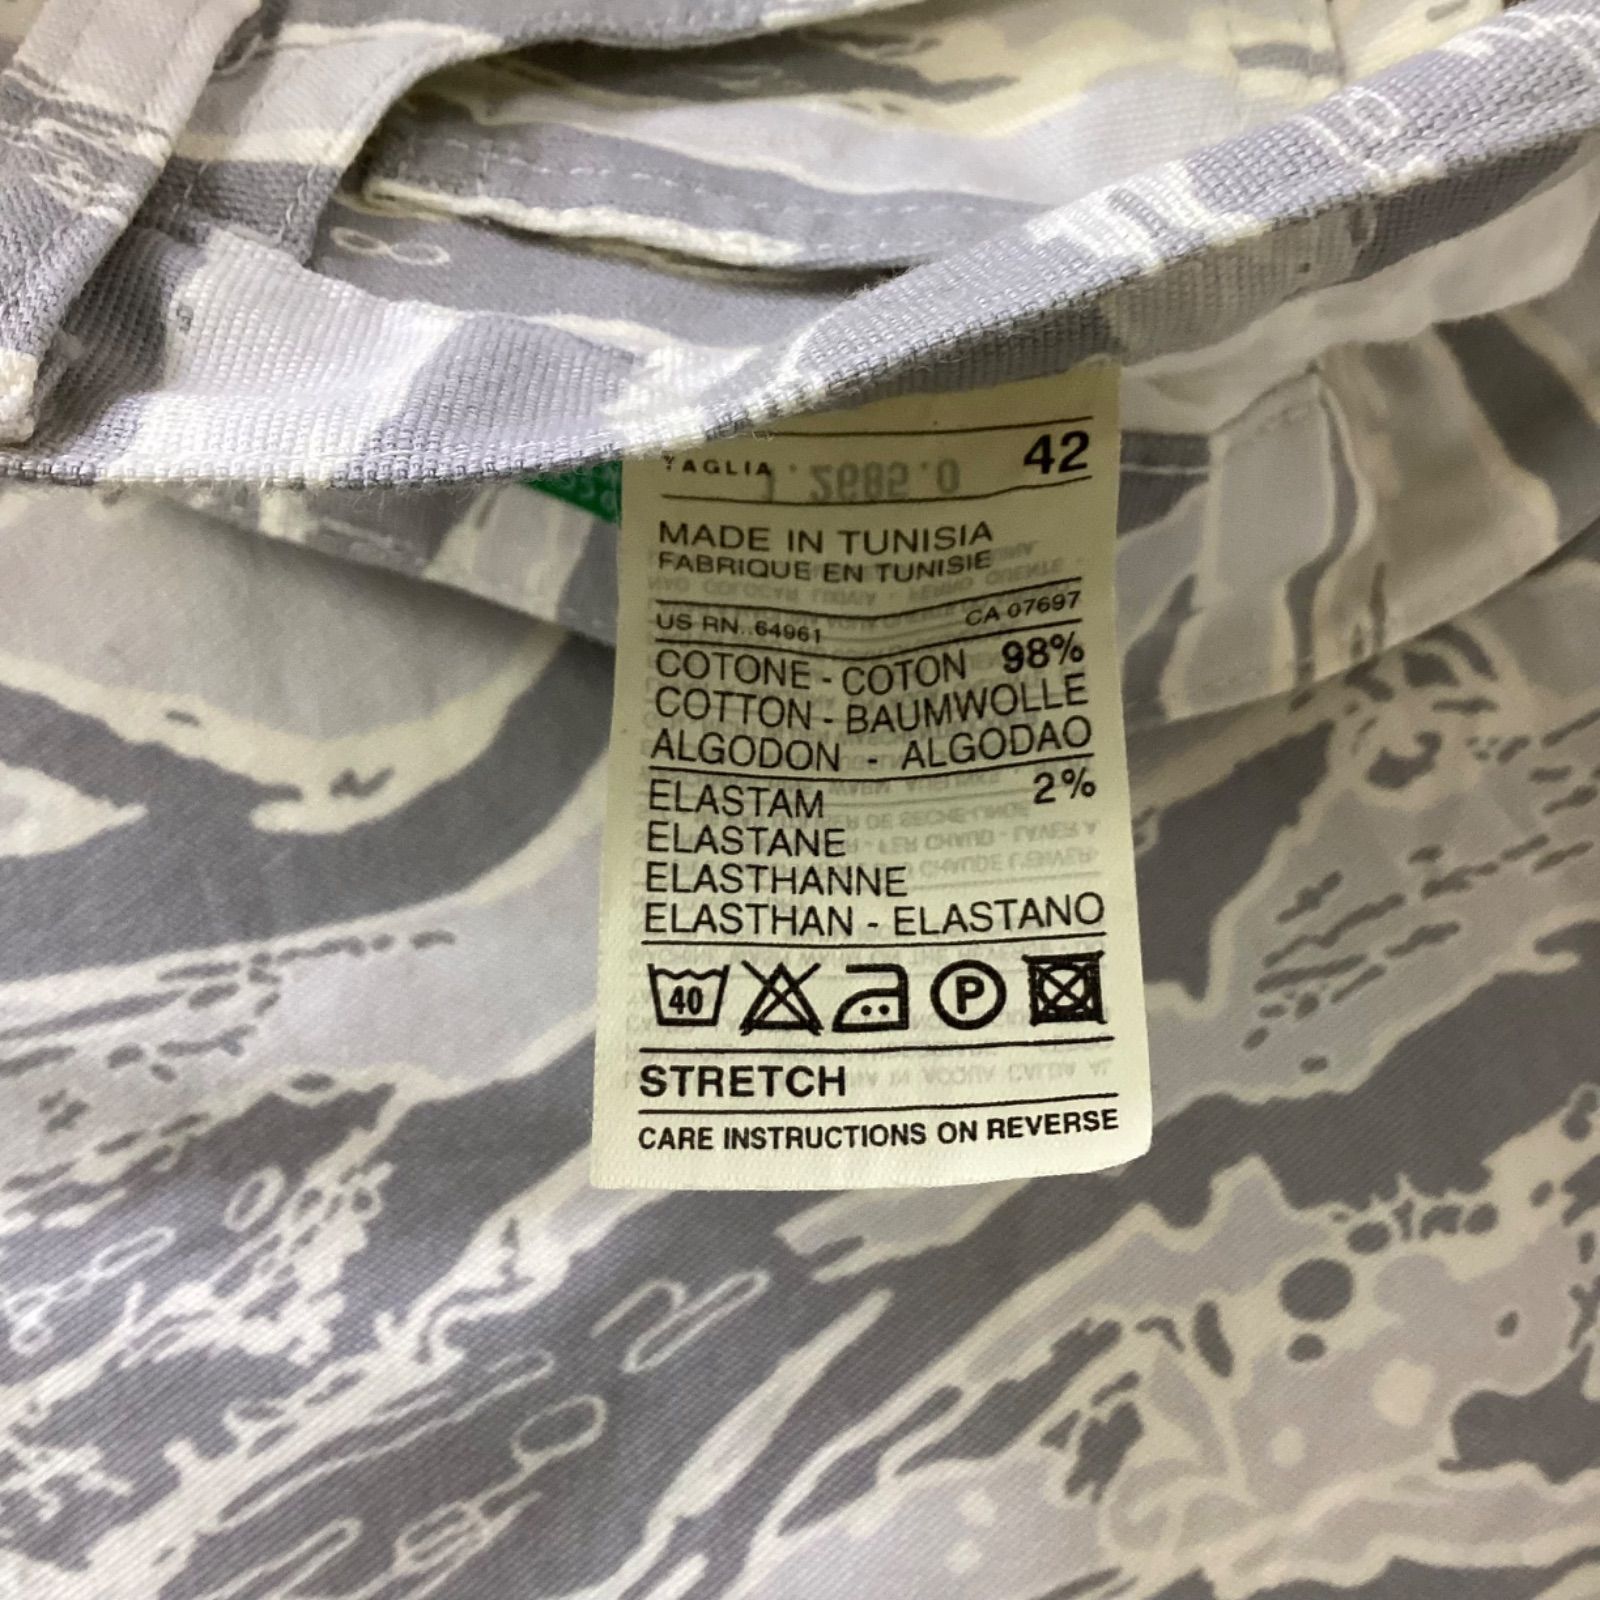 TAGLIA 42
MADE IN TUNISIA
FABRIQUE EN TUNISIE
US RN..64961 CA 07697
COTONE - COTON 98%
COTTON - BAUMWOLLE
ALGODON - ALGODAO
ELASTAM 2%
ELASTANE
ELASTHANNE
ELASTHAN - ELASTANO
40 P
STRETCH
CARE INSTRUCTIONS ON REVERSE